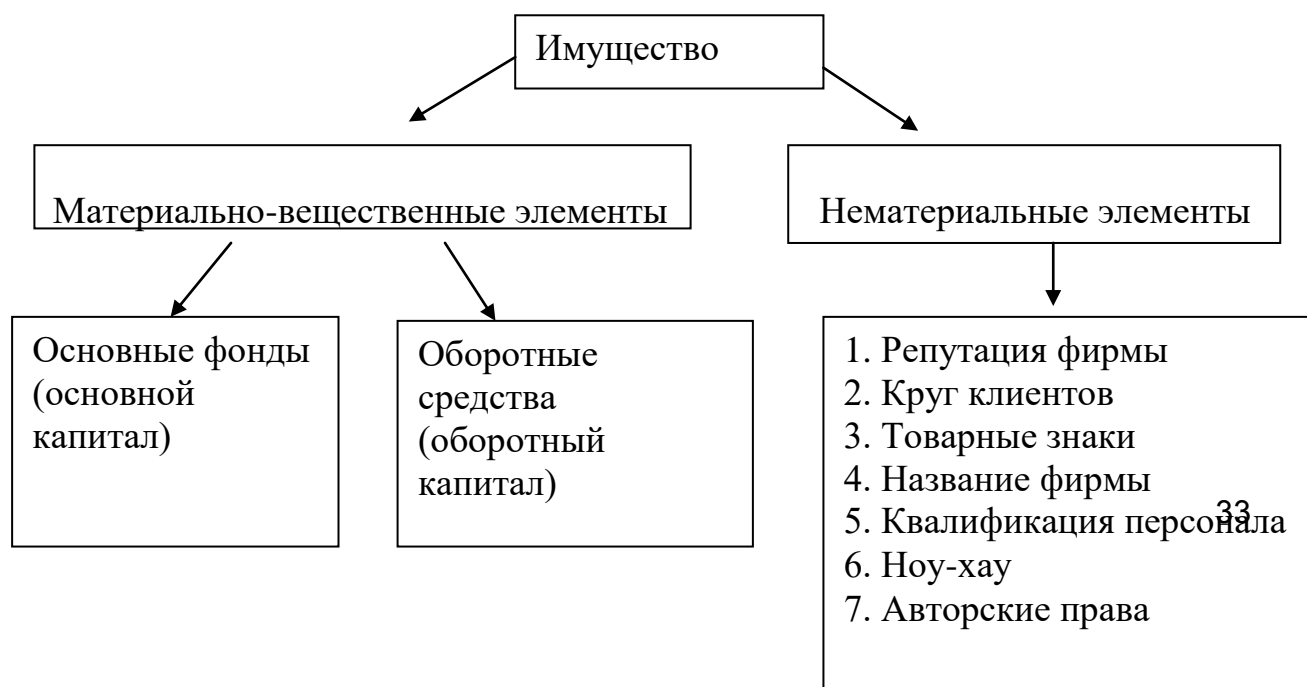 Имущество
Материально-вещественные элементы
Нематериальные элементы
Основные фонды
(основной
капитал)
Оборотные
средства
(оборотный
капитал)
1. Репутация фирмы
2. Круг клиентов
3. Товарные знаки
4. Название фирмы
5. Квалификация персонала
6. Ноу-хау
7. Авторские права
33